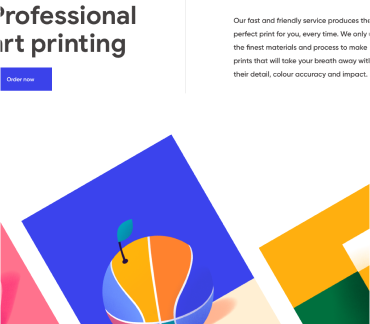 Professional
art printing
Order now
Our fast and friendly service produces the
perfect print for you, every time. We only
the finest materials and process to make
prints that will take your breath away with
their detail, colour accuracy and impact.